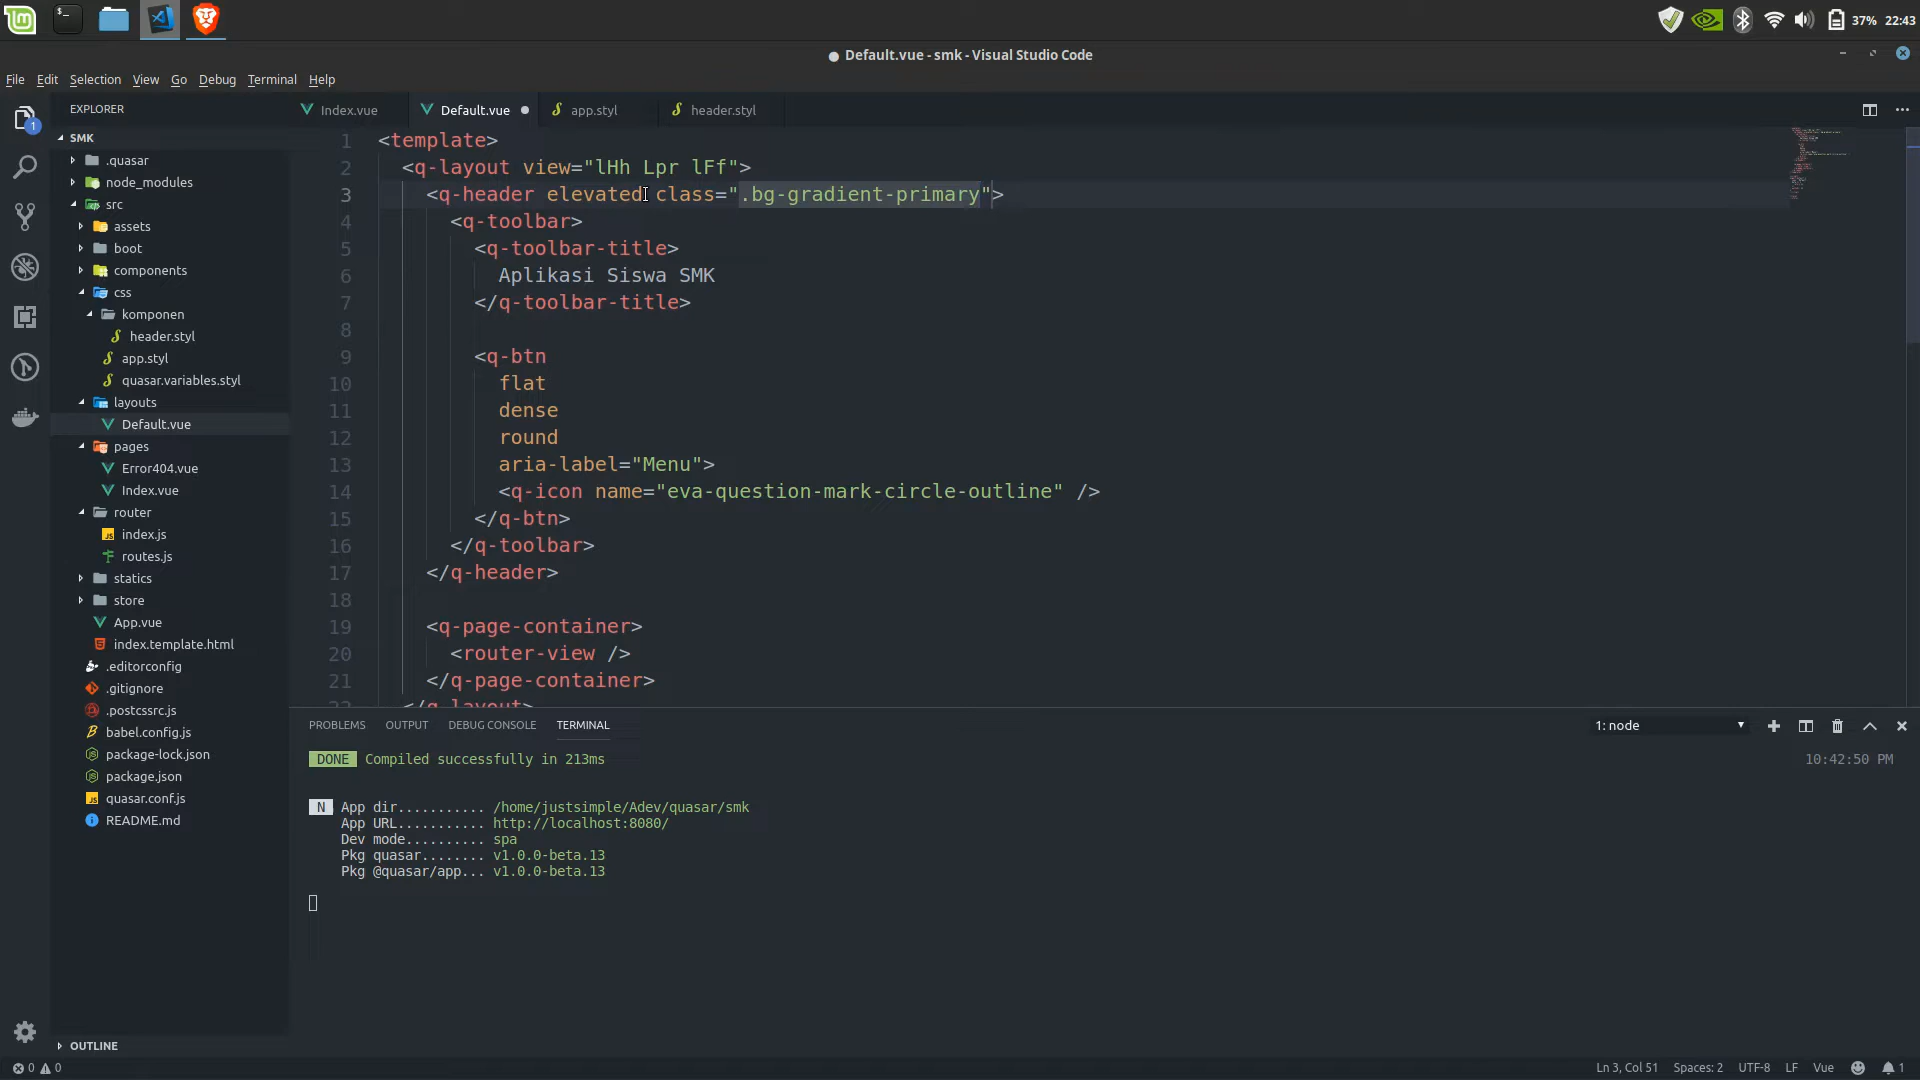 37% 22:43
● Default.vue - smk - Visual Studio Code
File Edit Selection View Go Debug Terminal Help
EXPLORER
Index.vue
Default.vue
app.styl
header.styl
1
SMK
.quasar
node_modules
src
assets
boot
components
css
komponen
header.styl
app.styl
quasar.variables.styl
layouts
Default.vue
pages
Error404.vue
Index.vue
router
index.js
routes.js
statics
store
App.vue
index.template.html
.editorconfig
.gitignore
.postcssrc.js
babel.config.js
package-lock.json
package.json
quasar.conf.js
README.md
OUTLINE
1 <template>
2 <q-layout view="lHh Lpr lFf">
3 <q-header elevated class=".bg-gradient-primary">
4 <q-toolbar>
5 <q-toolbar-title>
6 Aplikasi Siswa SMK
7 </q-toolbar-title>
8
9 <q-btn
10 flat
11 dense
12 round
13 aria-label="Menu">
14 <q-icon name="eva-question-mark-circle-outline" />
15 </q-btn>
16 </q-toolbar>
17 </q-header>
18
19 <q-page-container>
20 <router-view />
21 </q-page-container>
22 </q-layout>
PROBLEMS OUTPUT DEBUG CONSOLE TERMINAL
1: node
DONE Compiled successfully in 213ms 10:42:50 PM
N App dir........... /home/justsimple/Adev/quasar/smk
App URL........... http://localhost:8080/
Dev mode.......... spa
Pkg quasar........ v1.0.0-beta.13
Pkg @quasar/app... v1.0.0-beta.13
0 0
Ln 3, Col 51 Spaces: 2 UTF-8 LF Vue 1